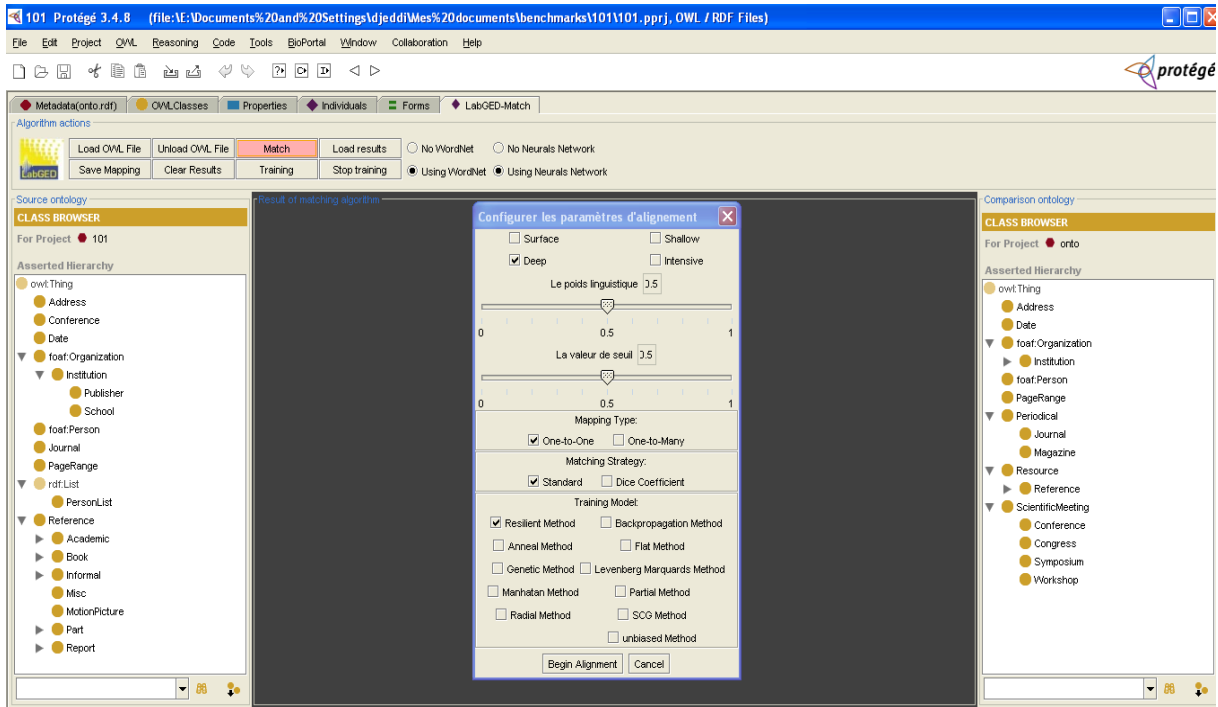 101 Protégé 3.4.8 (file:\E:\Documents%20and%20Settings\djeddi\Mes%20documents\benchmarks\101\101.pprj, OWL / RDF Files)
File Edit Project OWL Reasoning Code Tools BioPortal Window Collaboration Help
protégé
Metadata(onto.rdf) OWLClasses Properties Individuals Forms LabGED-Match
Algorithm actions
LabGED
Load OWL File Unload OWL File Match Load results No WordNet No Neurals Network
Save Mapping Clear Results Training Stop training Using WordNet Using Neurals Network
Source ontology
CLASS BROWSER
For Project 101
Asserted Hierarchy
owl:Thing
Address
Conference
Date
foaf:Organization
Institution
Publisher
School
foaf:Person
Journal
PageRange
rdf:List
PersonList
Reference
Academic
Book
Informal
Misc
MotionPicture
Part
Report
Result of matching algorithm
Configurer les paramètres d'alignement
Surface Shallow
Deep Intensive
Le poids linguistique 0.5
0 0.5 1
La valeur de seuil 0.5
0 0.5 1
Mapping Type:
One-to-One One-to-Many
Matching Strategy:
Standard Dice Coefficient
Training Model:
Resilient Method Backpropagation Method
Anneal Method Flat Method
Genetic Method Levenberg Marquards Method
Manhatan Method Partial Method
Radial Method SCG Method
unbiased Method
Begin Alignment Cancel
Comparison ontology
CLASS BROWSER
For Project onto
Asserted Hierarchy
owl:Thing
Address
Date
foaf:Organization
Institution
foaf:Person
PageRange
Periodical
Journal
Magazine
Resource
Reference
ScientificMeeting
Conference
Congress
Symposium
Workshop